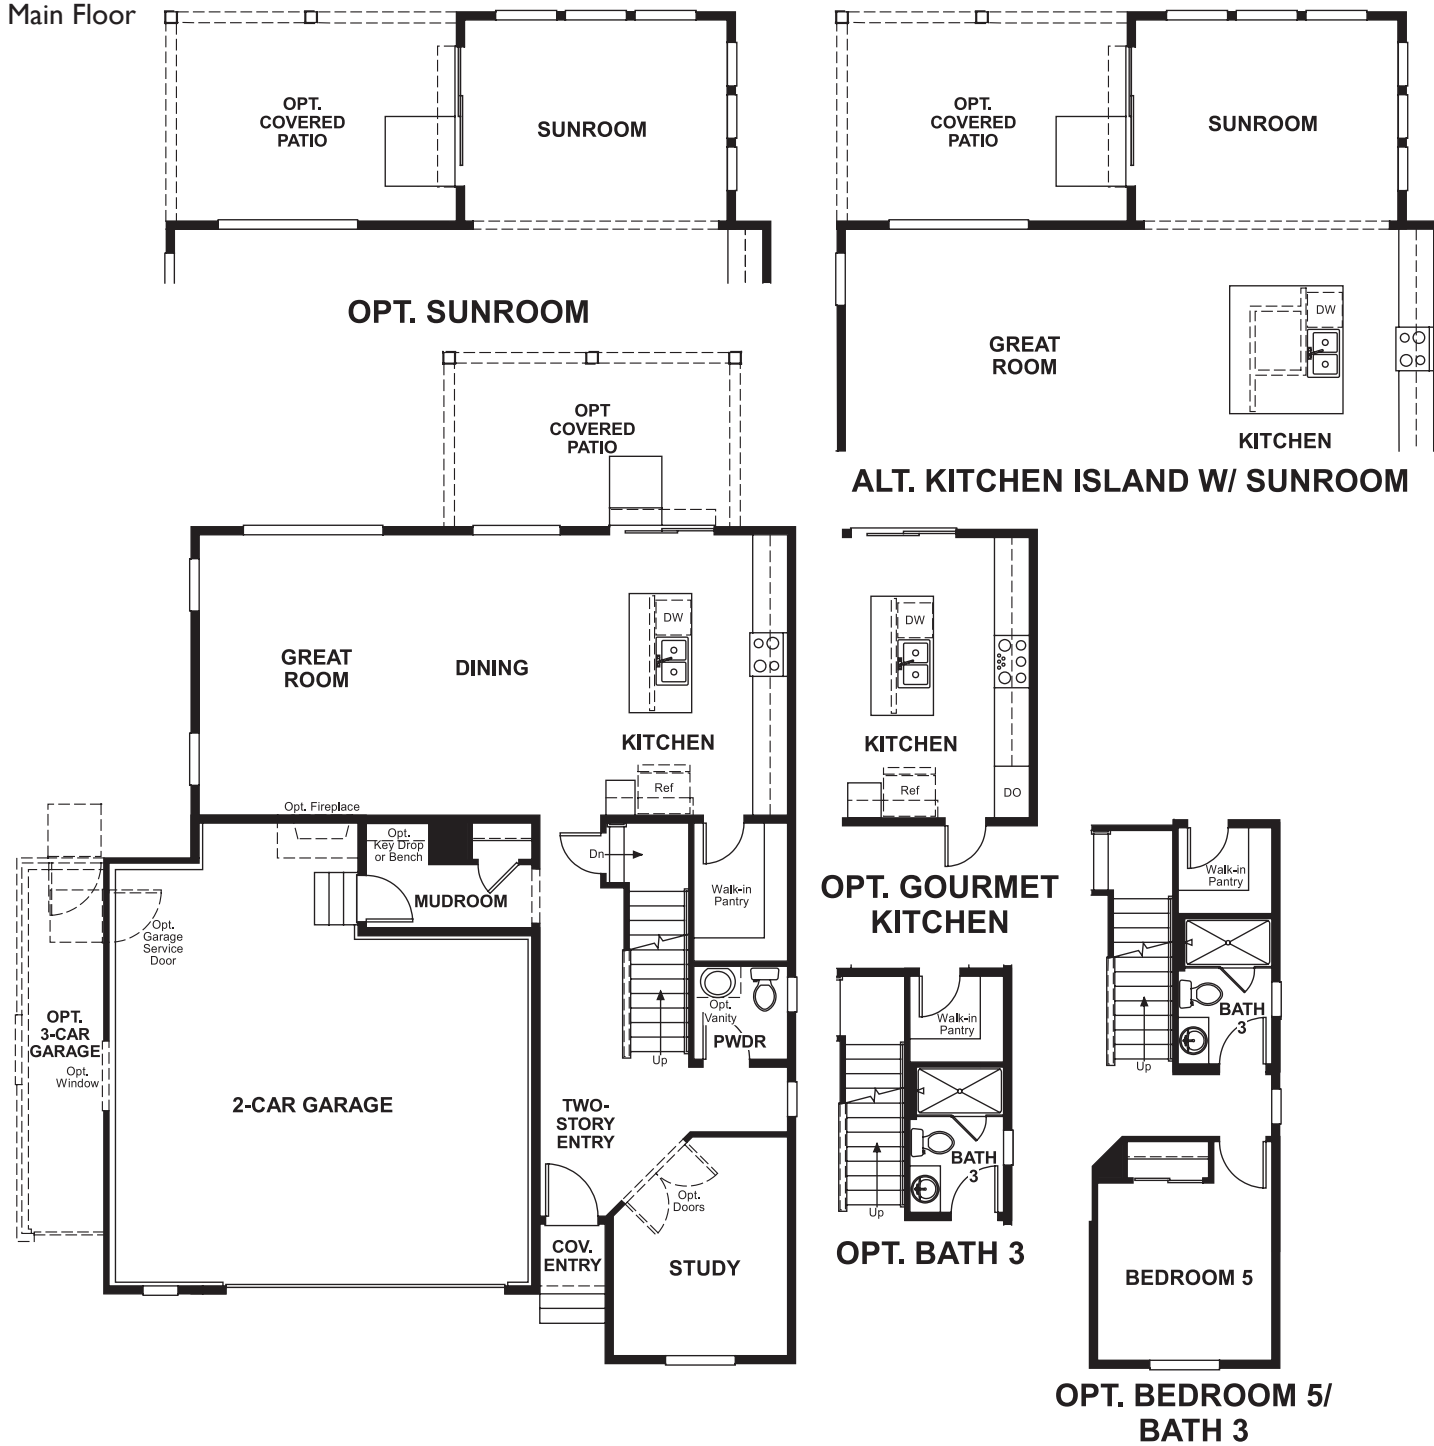 Main Floor
OPT.
COVERED
PATIO
SUNROOM
OPT. SUNROOM
OPT.
COVERED
PATIO
SUNROOM
GREAT
ROOM
DW
KITCHEN
ALT. KITCHEN ISLAND W/ SUNROOM
OPT
COVERED
PATIO
GREAT
ROOM
DINING
DW
KITCHEN
Ref
Opt. Fireplace
Opt.
Key Drop
or Bench
MUDROOM
Dn
Walk-in
Pantry
Opt.
Garage
Service
Door
OPT.
3-CAR
GARAGE
Opt.
Window
2-CAR GARAGE
Opt.
Vanity
PWDR
Up
TWO-
STORY
ENTRY
Opt.
Doors
COV.
ENTRY
STUDY
DW
KITCHEN
Ref
DO
OPT. GOURMET
KITCHEN
Walk-in
Pantry
BATH
3
Up
OPT. BATH 3
Walk-in
Pantry
BATH
3
Up
BEDROOM 5
OPT. BEDROOM 5/
BATH 3